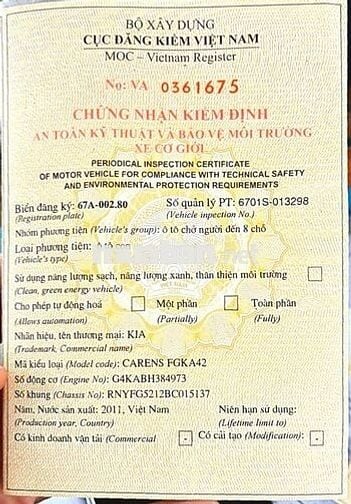 BỘ XÂY DỰNG
CỤC ĐĂNG KIỂM VIỆT NAM
MOC – Vietnam Register
No: VA 0361675
CHỨNG NHẬN KIỂM ĐỊNH
AN TOÀN KỸ THUẬT VÀ BẢO VỆ MÔI TRƯỜNG
XE CƠ GIỚI
PERIODICAL INSPECTION CERTIFICATE
OF MOTOR VEHICLE FOR COMPLIANCE WITH TECHNICAL SAFETY
AND ENVIRONMENTAL PROTECTION REQUIREMENTS
Biển đăng ký: 67A-002.80 Số quản lý PT: 6701S-013298
(Registration plate) (Vehicle inpection No.)
Nhóm phương tiện (Vehicle's group): ô tô chở người đến 8 chỗ
Loại phương tiện: ô tô con
(Vehicle's type)
Sử dụng năng lượng sạch, năng lượng xanh, thân thiện môi trường
(Clean, green energy vehicle)
Cho phép tự động hoá Một phần Toàn phần
(Allows automation) (Partially) (Fully)
Nhãn hiệu, tên thương mại: KIA
(Trademark, Commercial name)
Mã kiểu loại (Model code): CARENS FGKA42
Số động cơ (Engine No): G4KABH384973
Số khung (Chassis No): RNYFG5212BC015137
Năm, Nước sản xuất: 2011, Việt Nam Niên hạn sử dụng:
(Production year, Country) (Lifetime limit to)
Có kinh doanh vận tải (Commercial - Có cải tạo (Modification): -